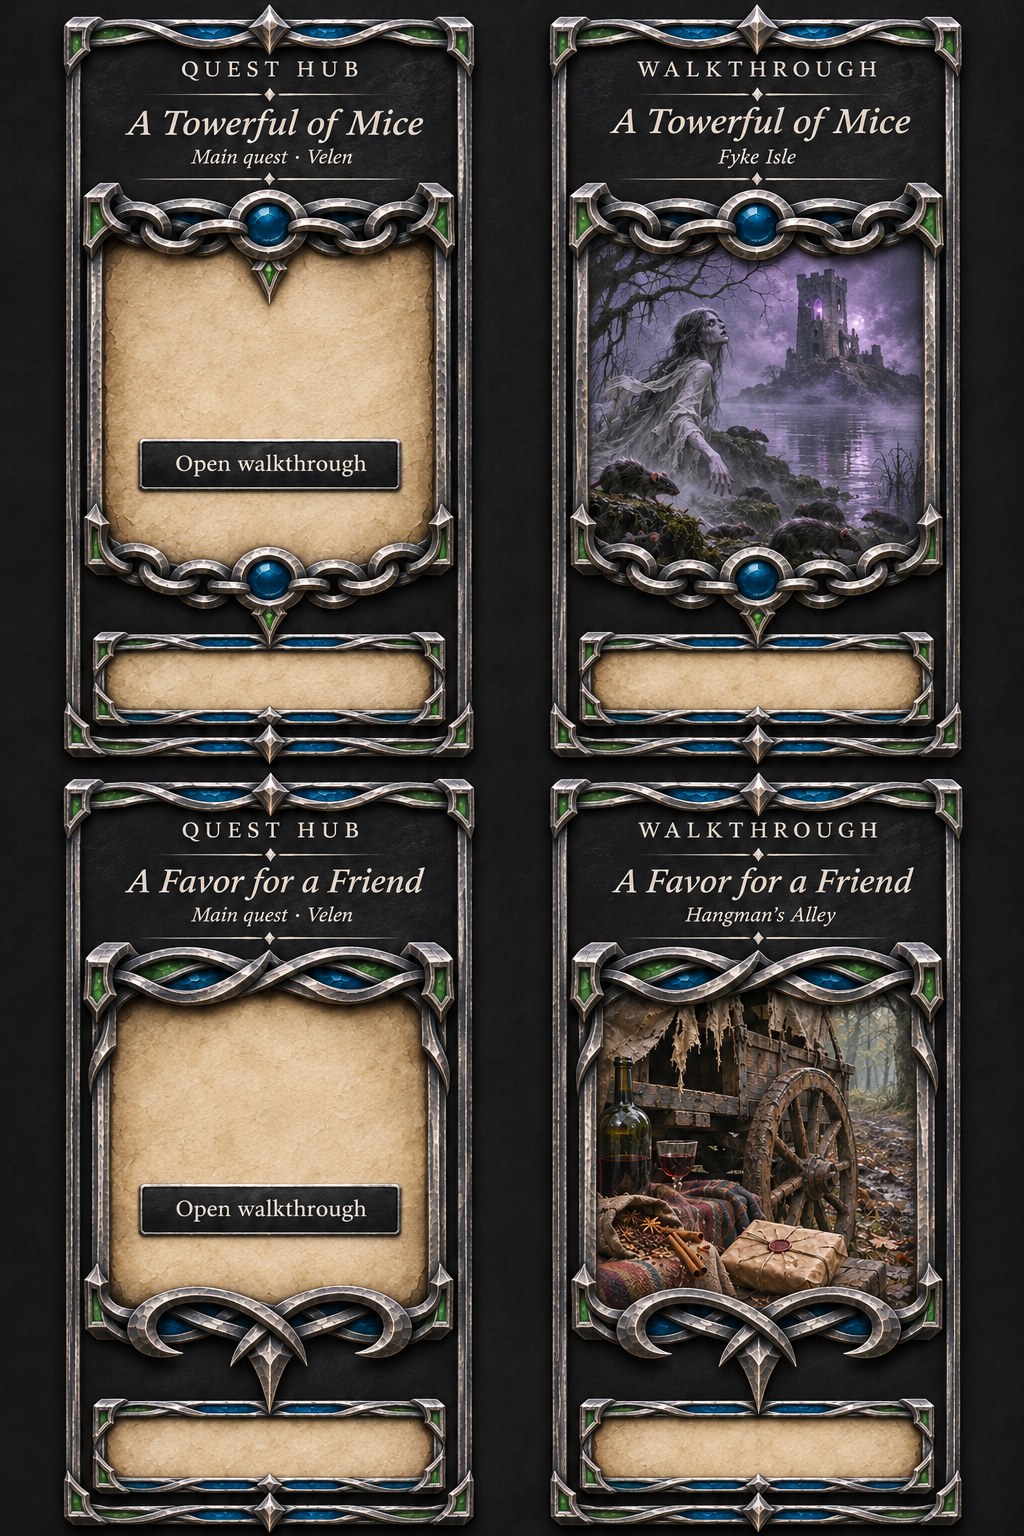 QUEST HUB
A Towerful of Mice
Main quest · Velen
Open walkthrough
WALKTHROUGH
A Towerful of Mice
Fyke Isle
QUEST HUB
A Favor for a Friend
Main quest · Velen
Open walkthrough
WALKTHROUGH
A Favor for a Friend
Hangman's Alley